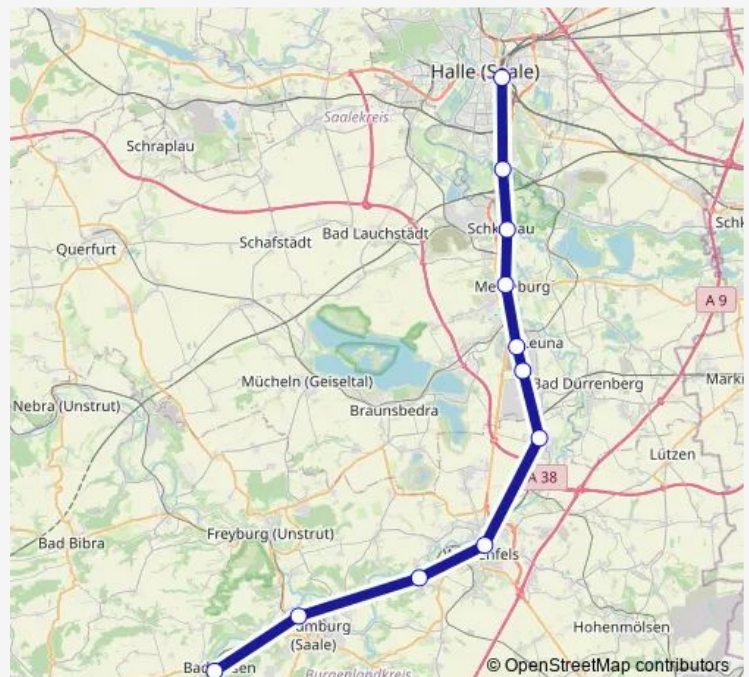 Halle (Saale)
Saalekreis
Schraplau
Querfurt
Schafstädt
Bad Lauchstädt
A 9
Leuna
Mücheln (Geiseltal)
Bad Dürrenberg
Nebra (Unstrut)
Braunsbedra
Lützen
A 38
Freyburg (Unstrut)
Bad Bibra
(Saale)
Hohenmölsen
Burgenlandkreis
© OpenStreetMap contributors